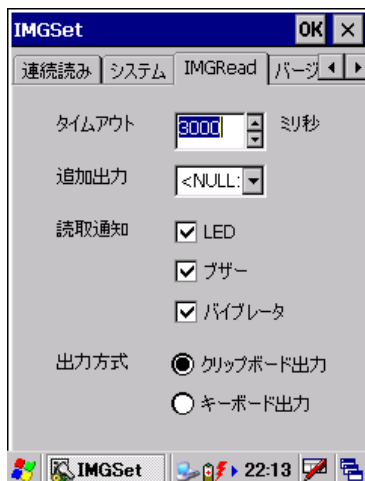 IMGSet OK ×
連続読み システム IMGRead バージ
タイムアウト 3000 ミリ秒
追加出力 <NULL:
読取通知 LED
ブザー
バイブレータ
出力方式 クリップボード出力
キーボード出力
IMGSet 22:13